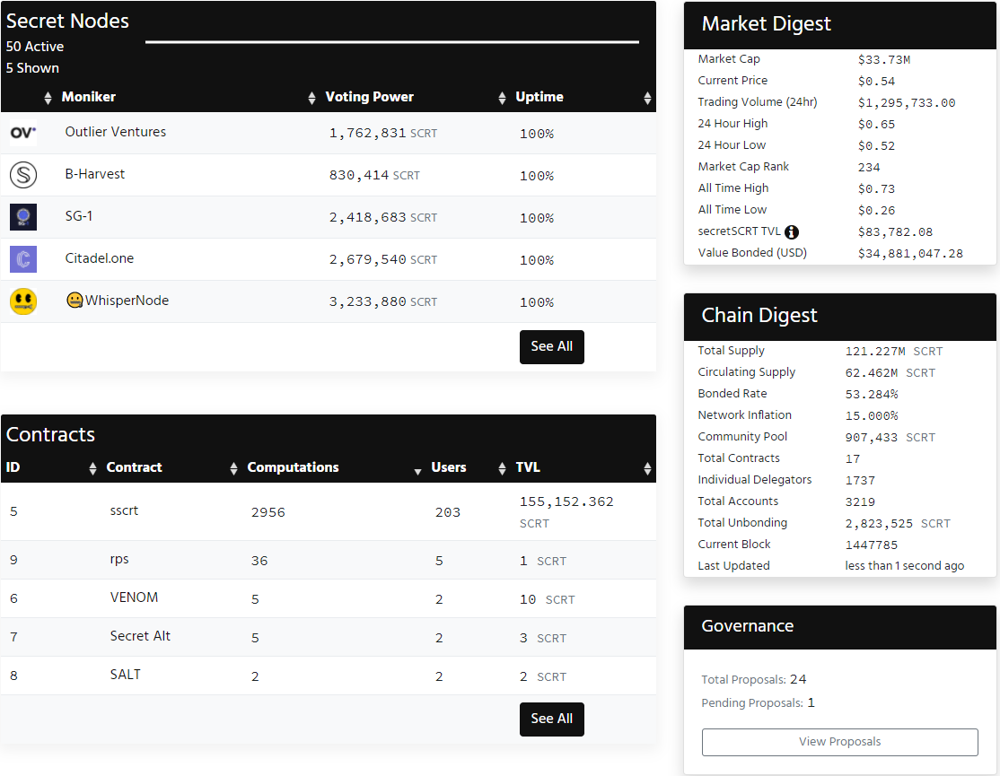 Secret Nodes
50 Active
5 Shown
Moniker Voting Power Uptime
OV Outlier Ventures 1,762,831 SCRT 100%
S B-Harvest 830,414 SCRT 100%
SG-1 SG-1 2,418,683 SCRT 100%
C Citadel.one 2,679,540 SCRT 100%
🤐WhisperNode 3,233,880 SCRT 100%
See All
Contracts
ID Contract Computations Users TVL
5 sscrt 2956 203 155,152.362 SCRT
9 rps 36 5 1 SCRT
6 VENOM 5 2 10 SCRT
7 Secret Alt 5 2 3 SCRT
8 SALT 2 2 2 SCRT
See All
Market Digest
Market Cap $33.73M
Current Price $0.54
Trading Volume (24hr) $1,295,733.00
24 Hour High $0.65
24 Hour Low $0.52
Market Cap Rank 234
All Time High $0.73
All Time Low $0.26
secretSCRT TVL $83,782.08
Value Bonded (USD) $34,881,047.28
Chain Digest
Total Supply 121.227M SCRT
Circulating Supply 62.462M SCRT
Bonded Rate 53.284%
Network Inflation 15.000%
Community Pool 907,433 SCRT
Total Contracts 17
Individual Delegators 1737
Total Accounts 3219
Total Unbonding 2,823,525 SCRT
Current Block 1447785
Last Updated less than 1 second ago
Governance
Total Proposals: 24
Pending Proposals: 1
View Proposals